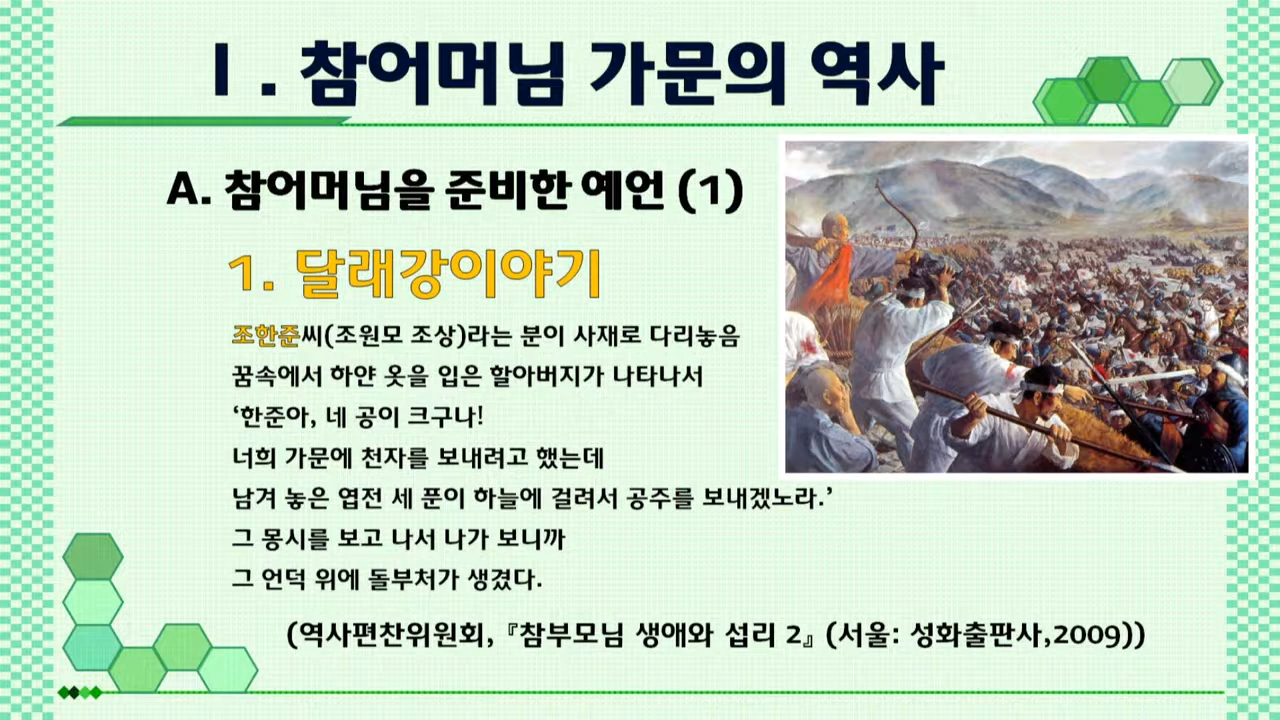 Ⅰ. 참어머님 가문의 역사
A. 참어머님을 준비한 예언 (1)
1. 달래강이야기
조한준씨(조원모 조상)라는 분이 사재로 다리놓음
꿈속에서 하얀 옷을 입은 할아버지가 나타나서
‘한준아, 네 공이 크구나!
너희 가문에 천자를 보내려고 했는데
남겨 놓은 엽전 세 푼이 하늘에 걸려서 공주를 보내겠노라.’
그 몽시를 보고 나서 나가 보니까
그 언덕 위에 돌부처가 생겼다.
(역사편찬위원회, 『참부모님 생애와 섭리 2』 (서울: 성화출판사,2009))